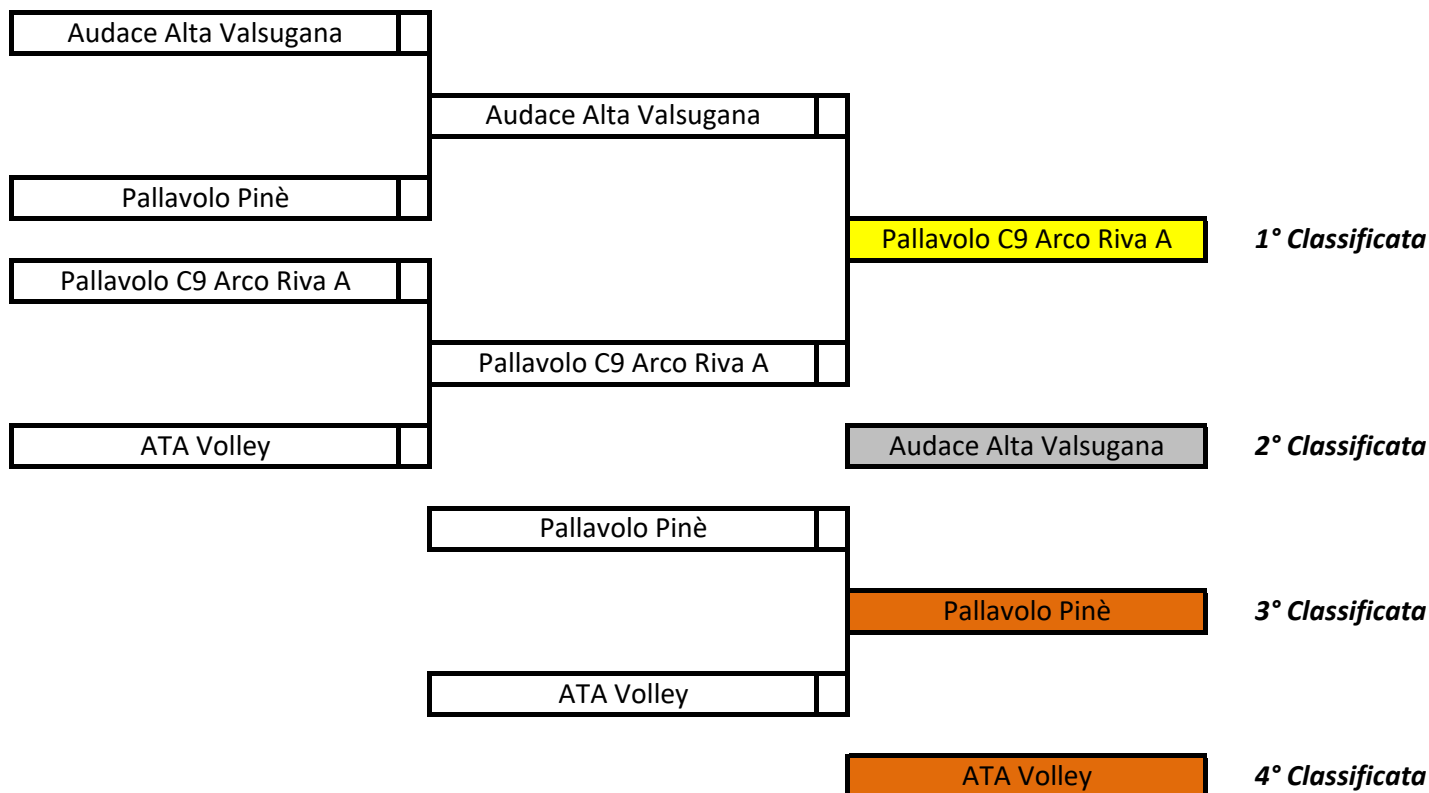 Audace Alta Valsugana
Audace Alta Valsugana
Pallavolo Pinè
Pallavolo C9 Arco Riva A 1° Classificata
Pallavolo C9 Arco Riva A
Pallavolo C9 Arco Riva A
ATA Volley
Audace Alta Valsugana 2° Classificata
Pallavolo Pinè
Pallavolo Pinè 3° Classificata
ATA Volley
ATA Volley 4° Classificata